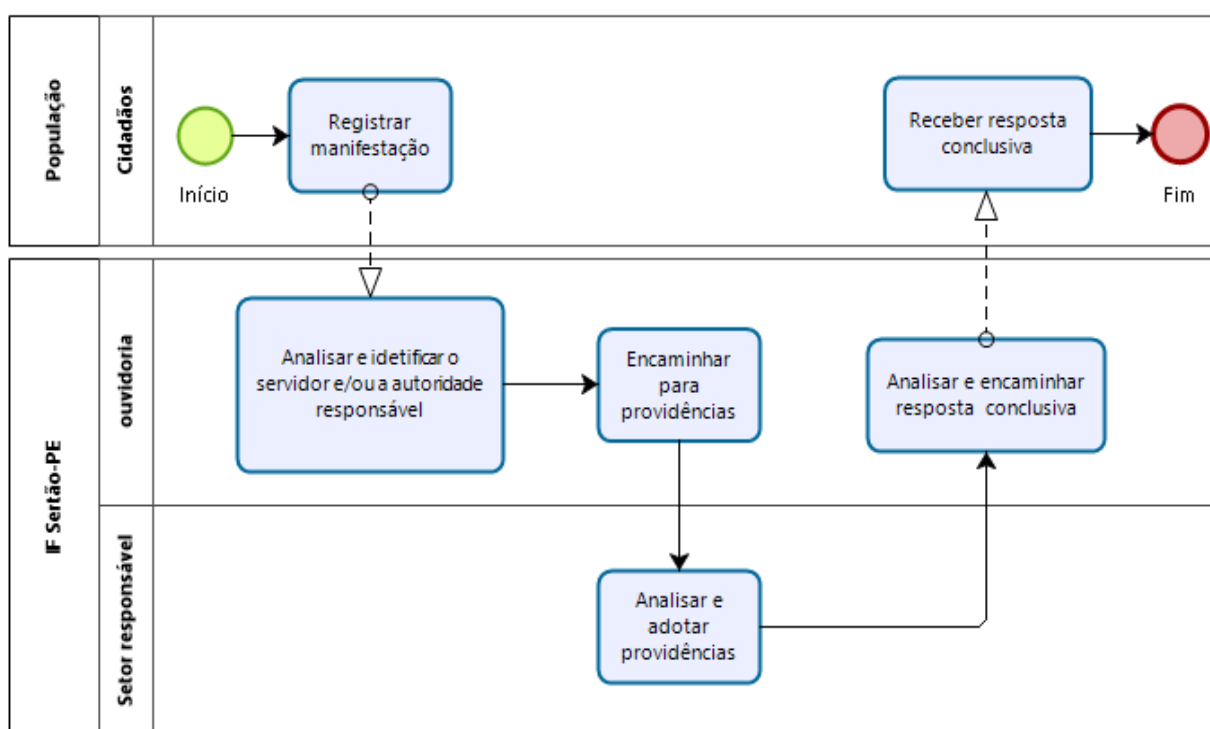 População
Cidadãos
Início
Registrar
manifestação
Receber resposta
conclusiva
Fim
IF Sertão-PE
ouvidoria
Analisar e idetificar o
servidor e/ou a autoridade
responsável
Encaminhar
para
providências
Analisar e encaminhar
resposta conclusiva
Setor responsável
Analisar e
adotar
providências